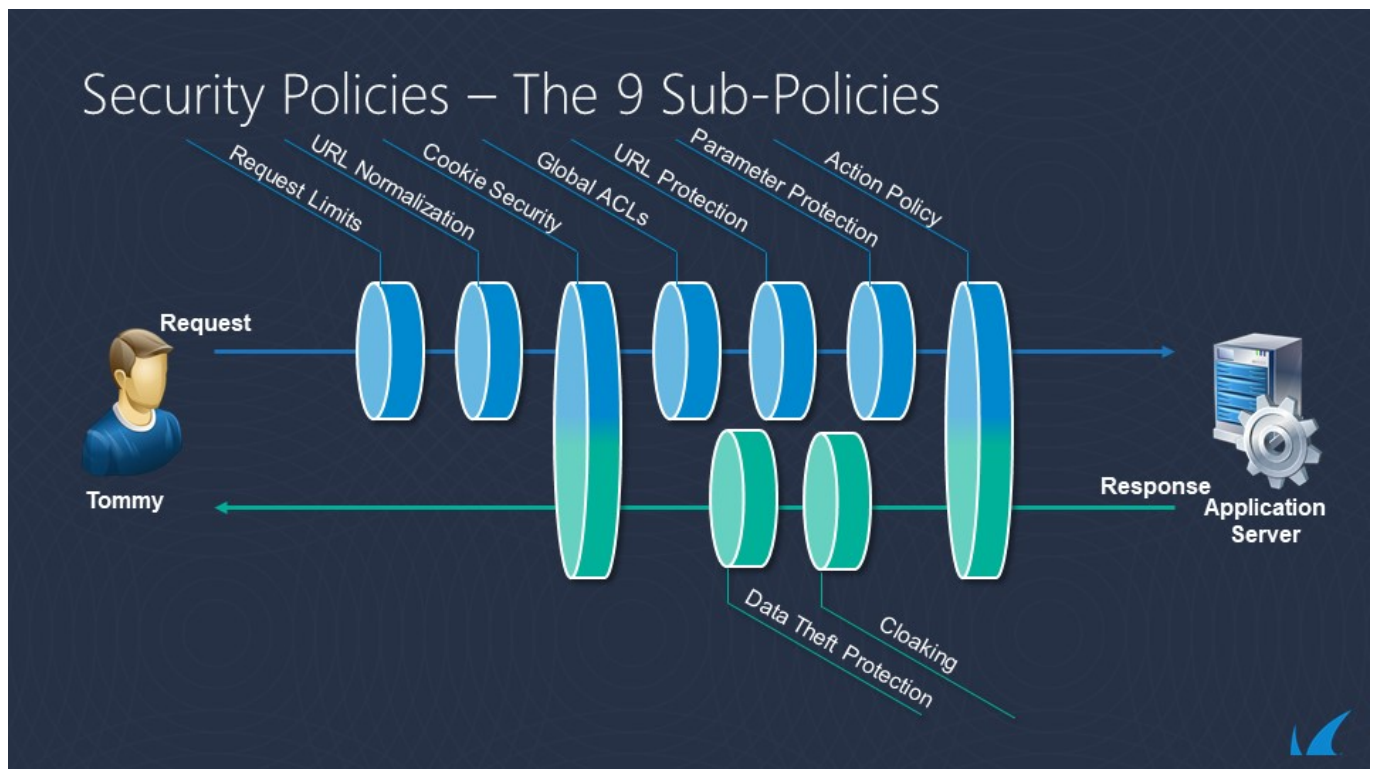 Security Policies – The 9 Sub-Policies
Request Limits
URL Normalization
Cookie Security
Global ACLs
URL Protection
Parameter Protection
Action Policy
Request
Tommy
Response
Application
Server
Data Theft Protection
Cloaking